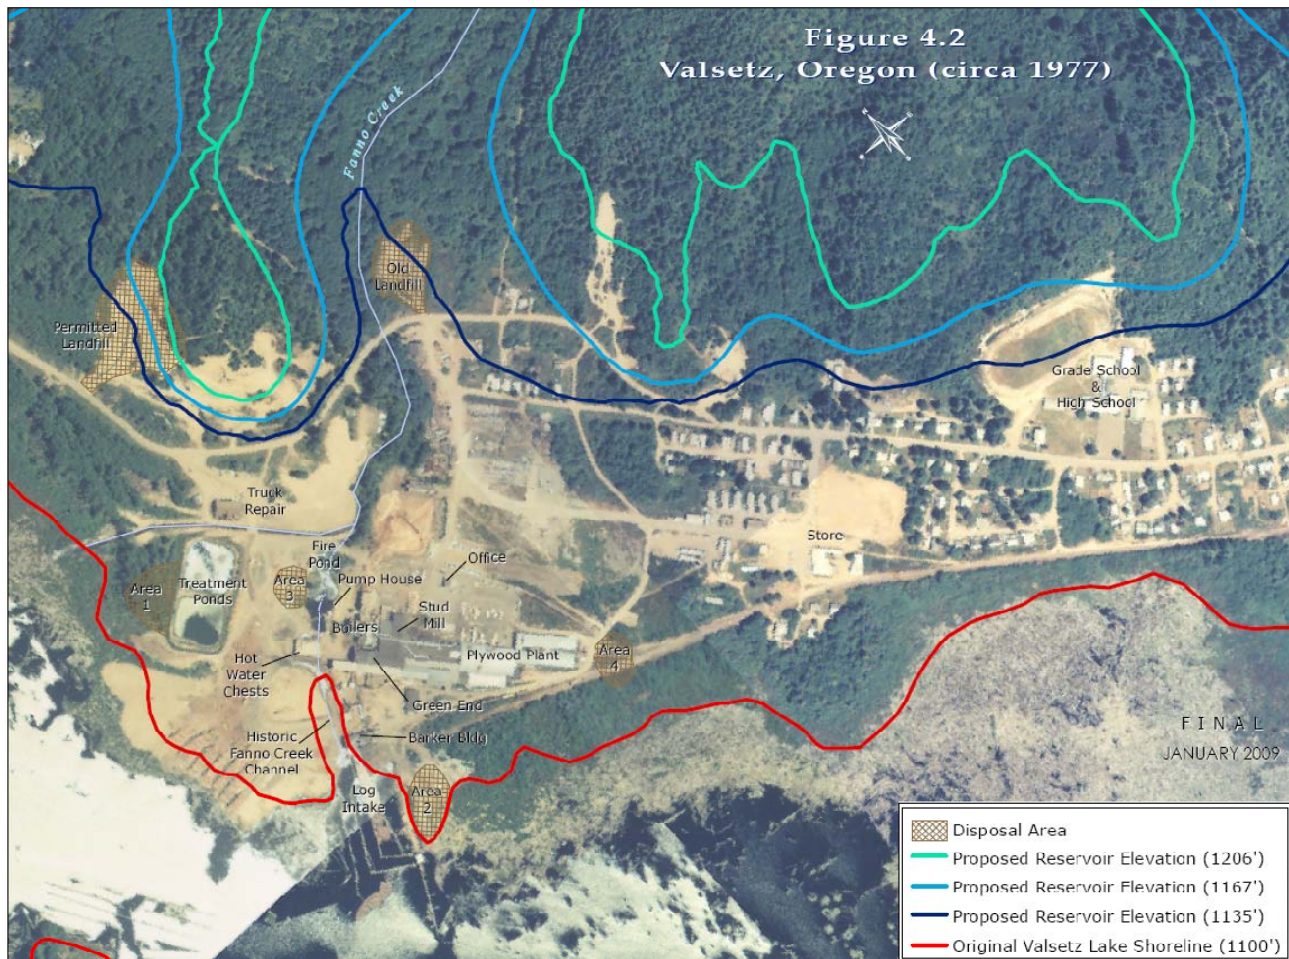 Figure 4.2
Valsetz, Oregon (circa 1977)
Fanno Creek
Old
Landfill
Permitted
Landfill
Grade School
&
High School
Truck
Repair
Store
Fire
Pond
Office
Area
1
Treatment
Ponds
Area
3
Pump House
Stud
Mill
Boilers
Plywood Plant
Area
4
Hot
Water
Chests
Green End
Historic
Fanno Creek
Channel
Barker Bldg
Log
Intake
Area
2
FINAL
JANUARY 2009
Disposal Area
Proposed Reservoir Elevation (1206')
Proposed Reservoir Elevation (1167')
Proposed Reservoir Elevation (1135')
Original Valsetz Lake Shoreline (1100')